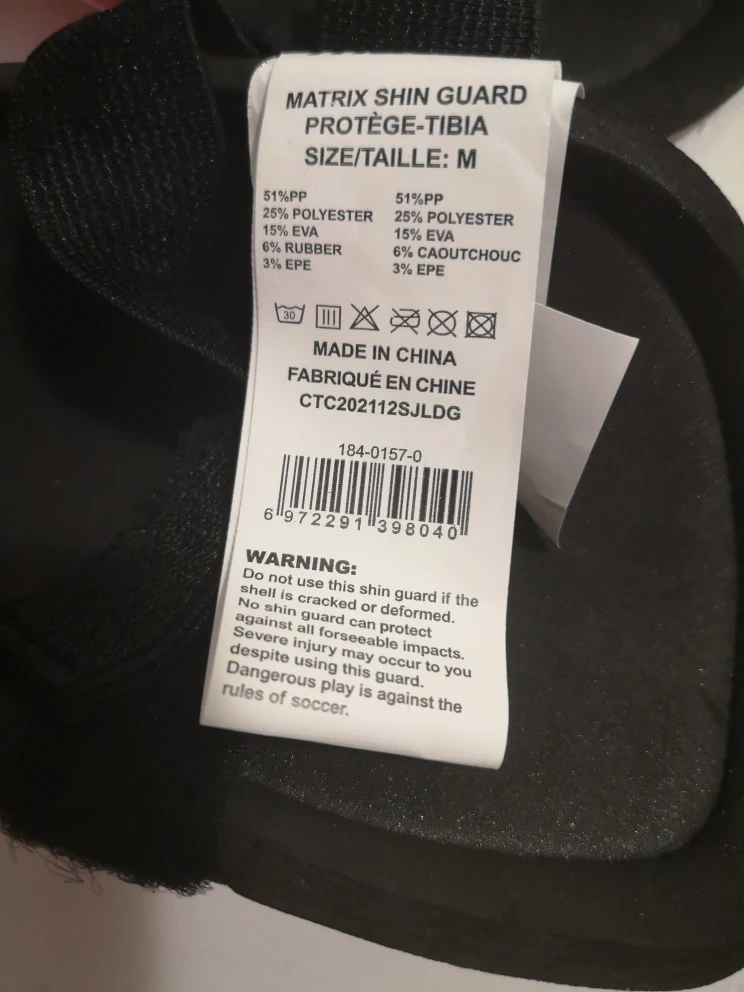 MATRIX SHIN GUARD
PROTÈGE-TIBIA
SIZE/TAILLE: M
51%PP
25% POLYESTER
15% EVA
6% RUBBER
3% EPE
51%PP
25% POLYESTER
15% EVA
6% CAOUTCHOUC
3% EPE
30
MADE IN CHINA
FABRIQUÉ EN CHINE
CTC202112SJLDG
184-0157-0
6 972291 398040
WARNING:
Do not use this shin guard if the
shell is cracked or deformed.
No shin guard can protect
against all forseeable impacts.
Severe injury may occur to you
despite using this guard.
Dangerous play is against the
rules of soccer.